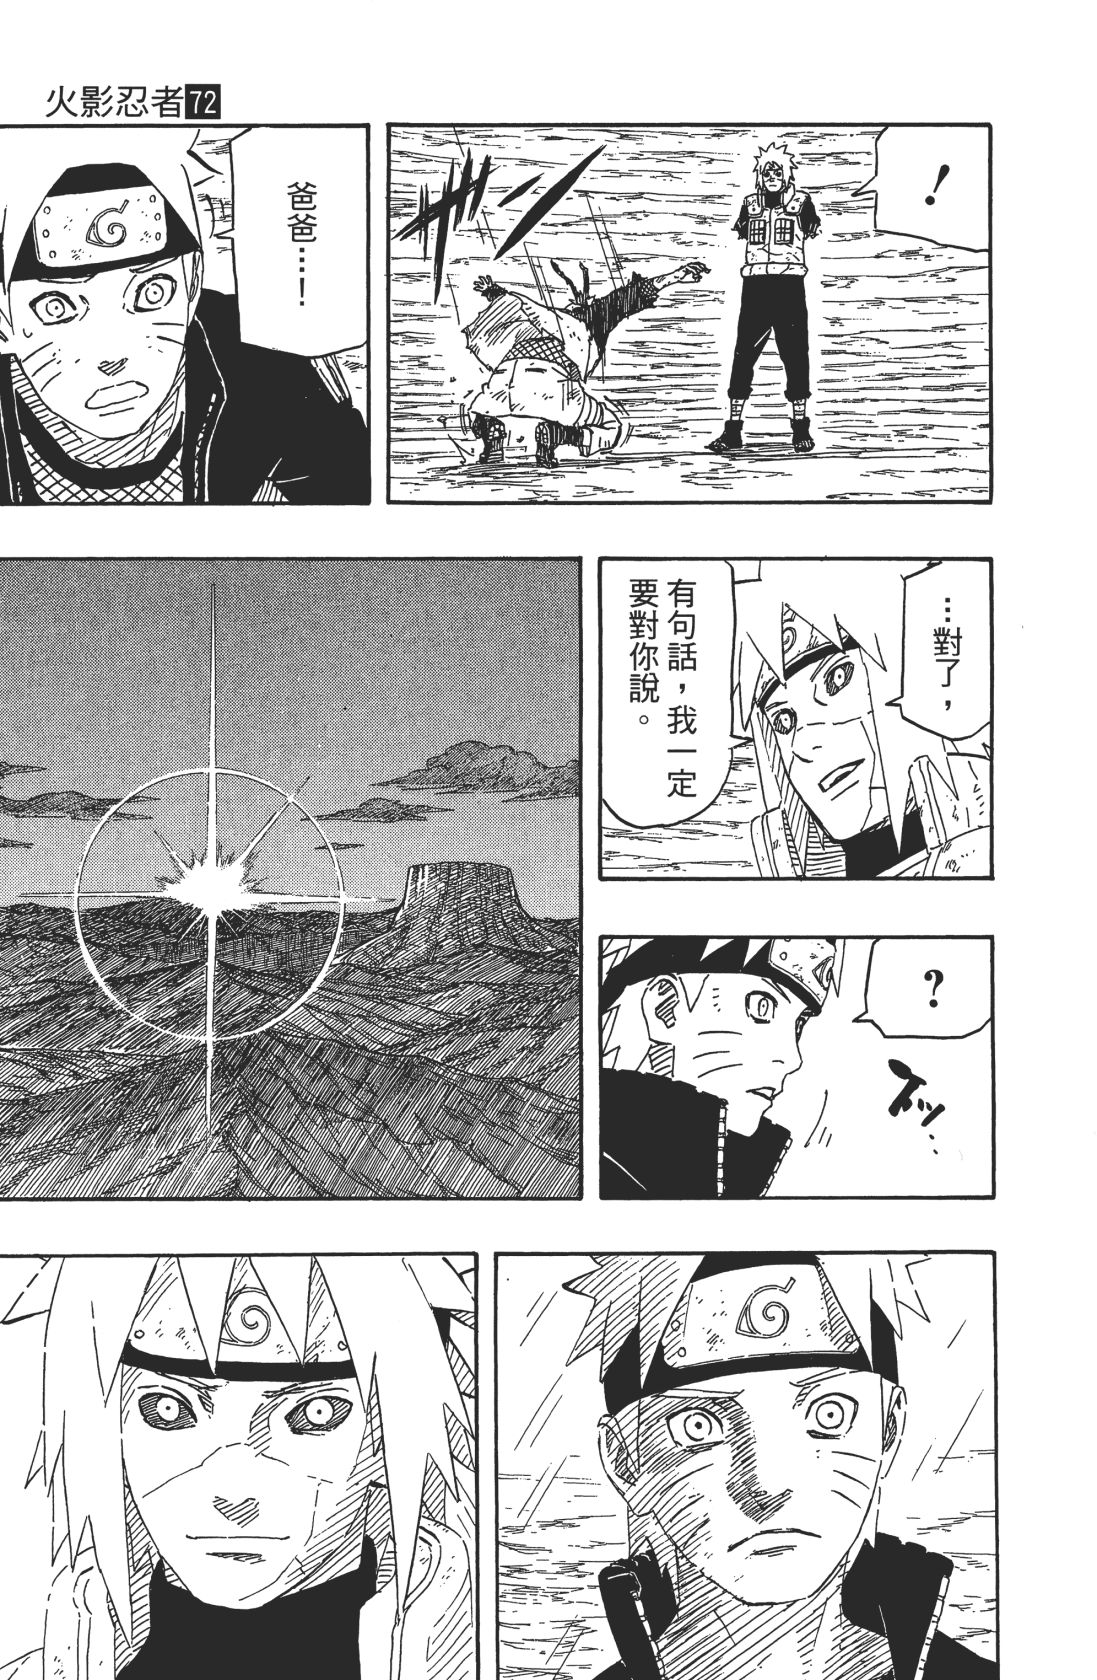 火影忍者72
！
爸爸…！
…對了，
有句話，我一定
要對你說。
？
ズッ…